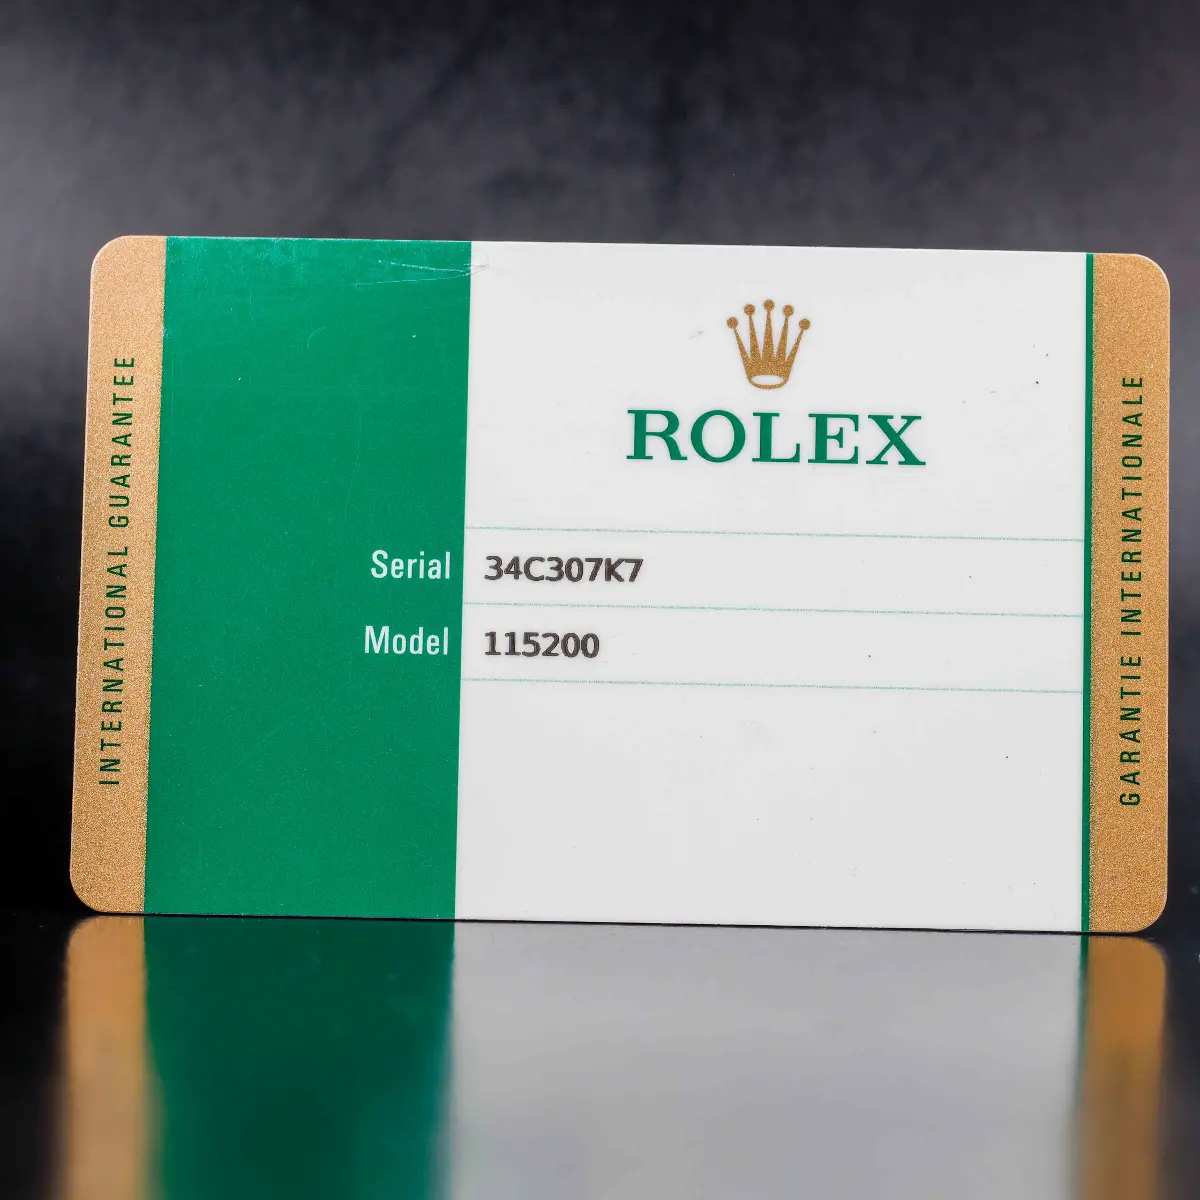 INTERNATIONAL GUARANTEE
ROLEX
Serial 34C307K7
Model 115200
GARANTIE INTERNATIONALE